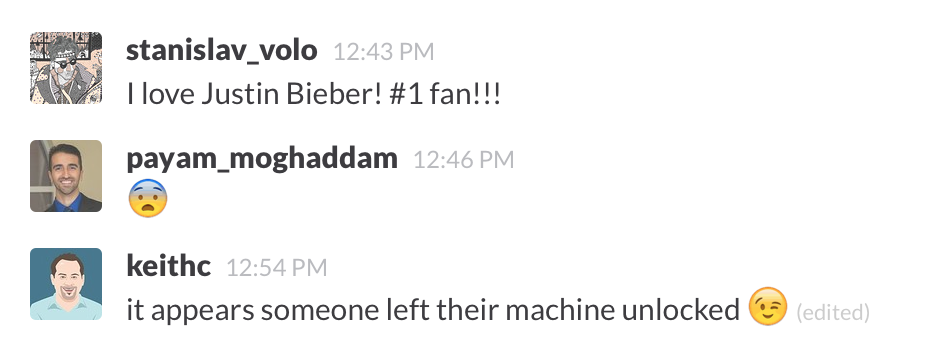 stanislav_volo 12:43 PM
I love Justin Bieber! #1 fan!!!
payam_moghaddam 12:46 PM
😨
keithc 12:54 PM
it appears someone left their machine unlocked 😉 (edited)